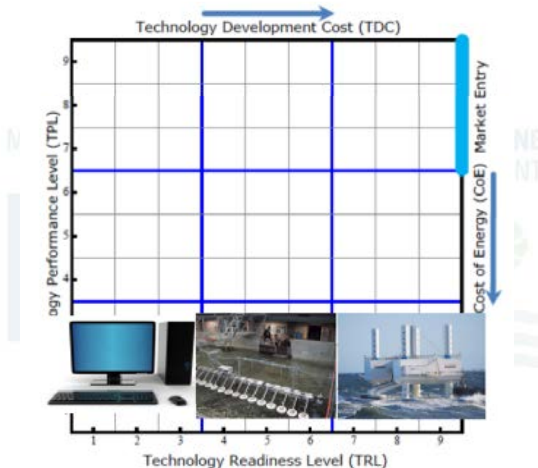 Technology Development Cost (TDC)
9
8
7
6
5
4
ogy Performance Level (TPL)
Market Entry
Cost of Energy (CoE)
1 2 3 4 5 6 7 8 9
Technology Readiness Level (TRL)